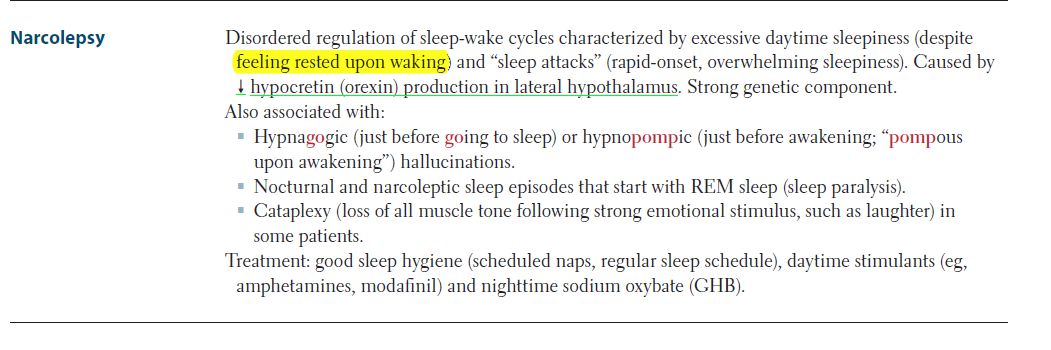 Narcolepsy
Disordered regulation of sleep-wake cycles characterized by excessive daytime sleepiness (despite
feeling rested upon waking) and “sleep attacks” (rapid-onset, overwhelming sleepiness). Caused by
↓ hypocretin (orexin) production in lateral hypothalamus. Strong genetic component.
Also associated with:
▪ Hypnagogic (just before going to sleep) or hypnopompic (just before awakening; “pompous
upon awakening”) hallucinations.
▪ Nocturnal and narcoleptic sleep episodes that start with REM sleep (sleep paralysis).
▪ Cataplexy (loss of all muscle tone following strong emotional stimulus, such as laughter) in
some patients.
Treatment: good sleep hygiene (scheduled naps, regular sleep schedule), daytime stimulants (eg,
amphetamines, modafinil) and nighttime sodium oxybate (GHB).